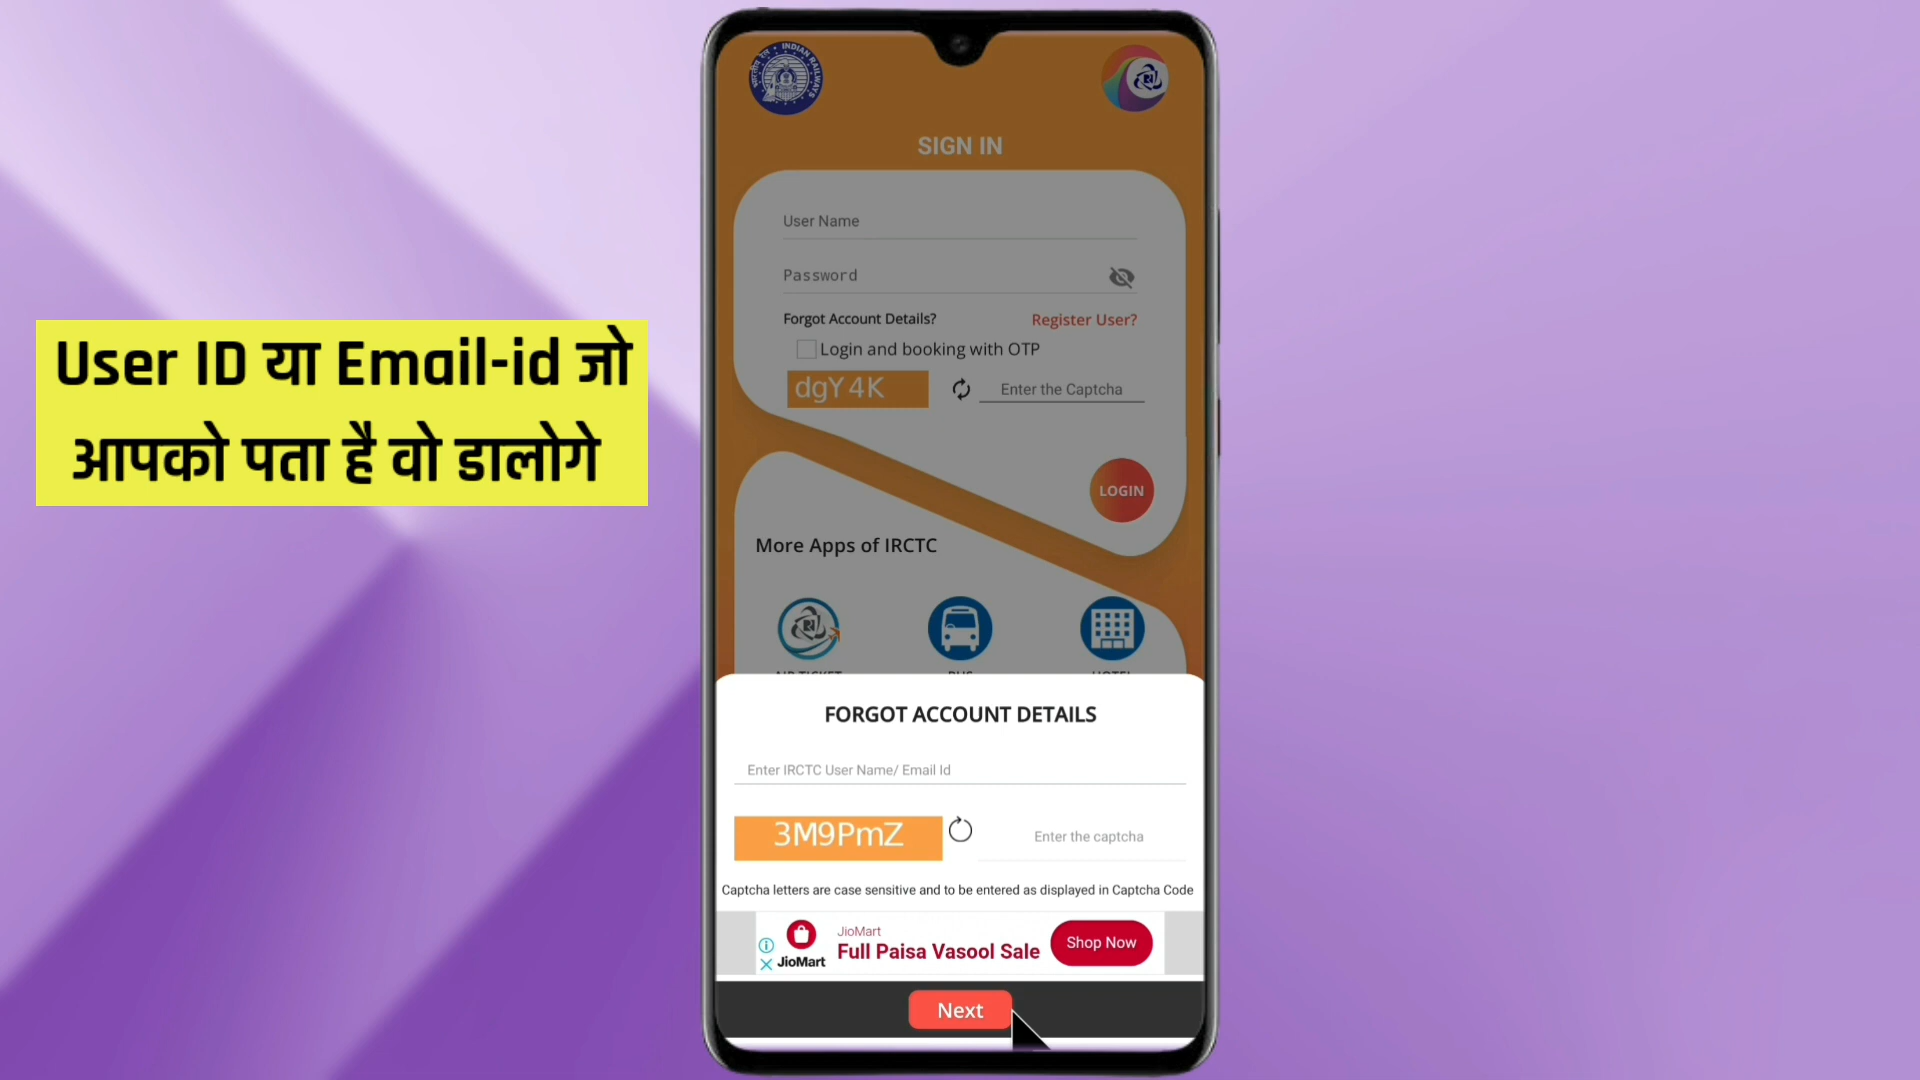 User ID या Email-id जो
आपको पता है वो डालोगे
INDIAN RAILWAYS
SIGN IN
User Name
Password
Forgot Account Details?
Register User?
Login and booking with OTP
dgY4K
Enter the Captcha
LOGIN
More Apps of IRCTC
FORGOT ACCOUNT DETAILS
Enter IRCTC User Name/ Email Id
3M9PmZ
Enter the captcha
Captcha letters are case sensitive and to be entered as displayed in Captcha Code
JioMart
JioMart
Full Paisa Vasool Sale
Shop Now
Next